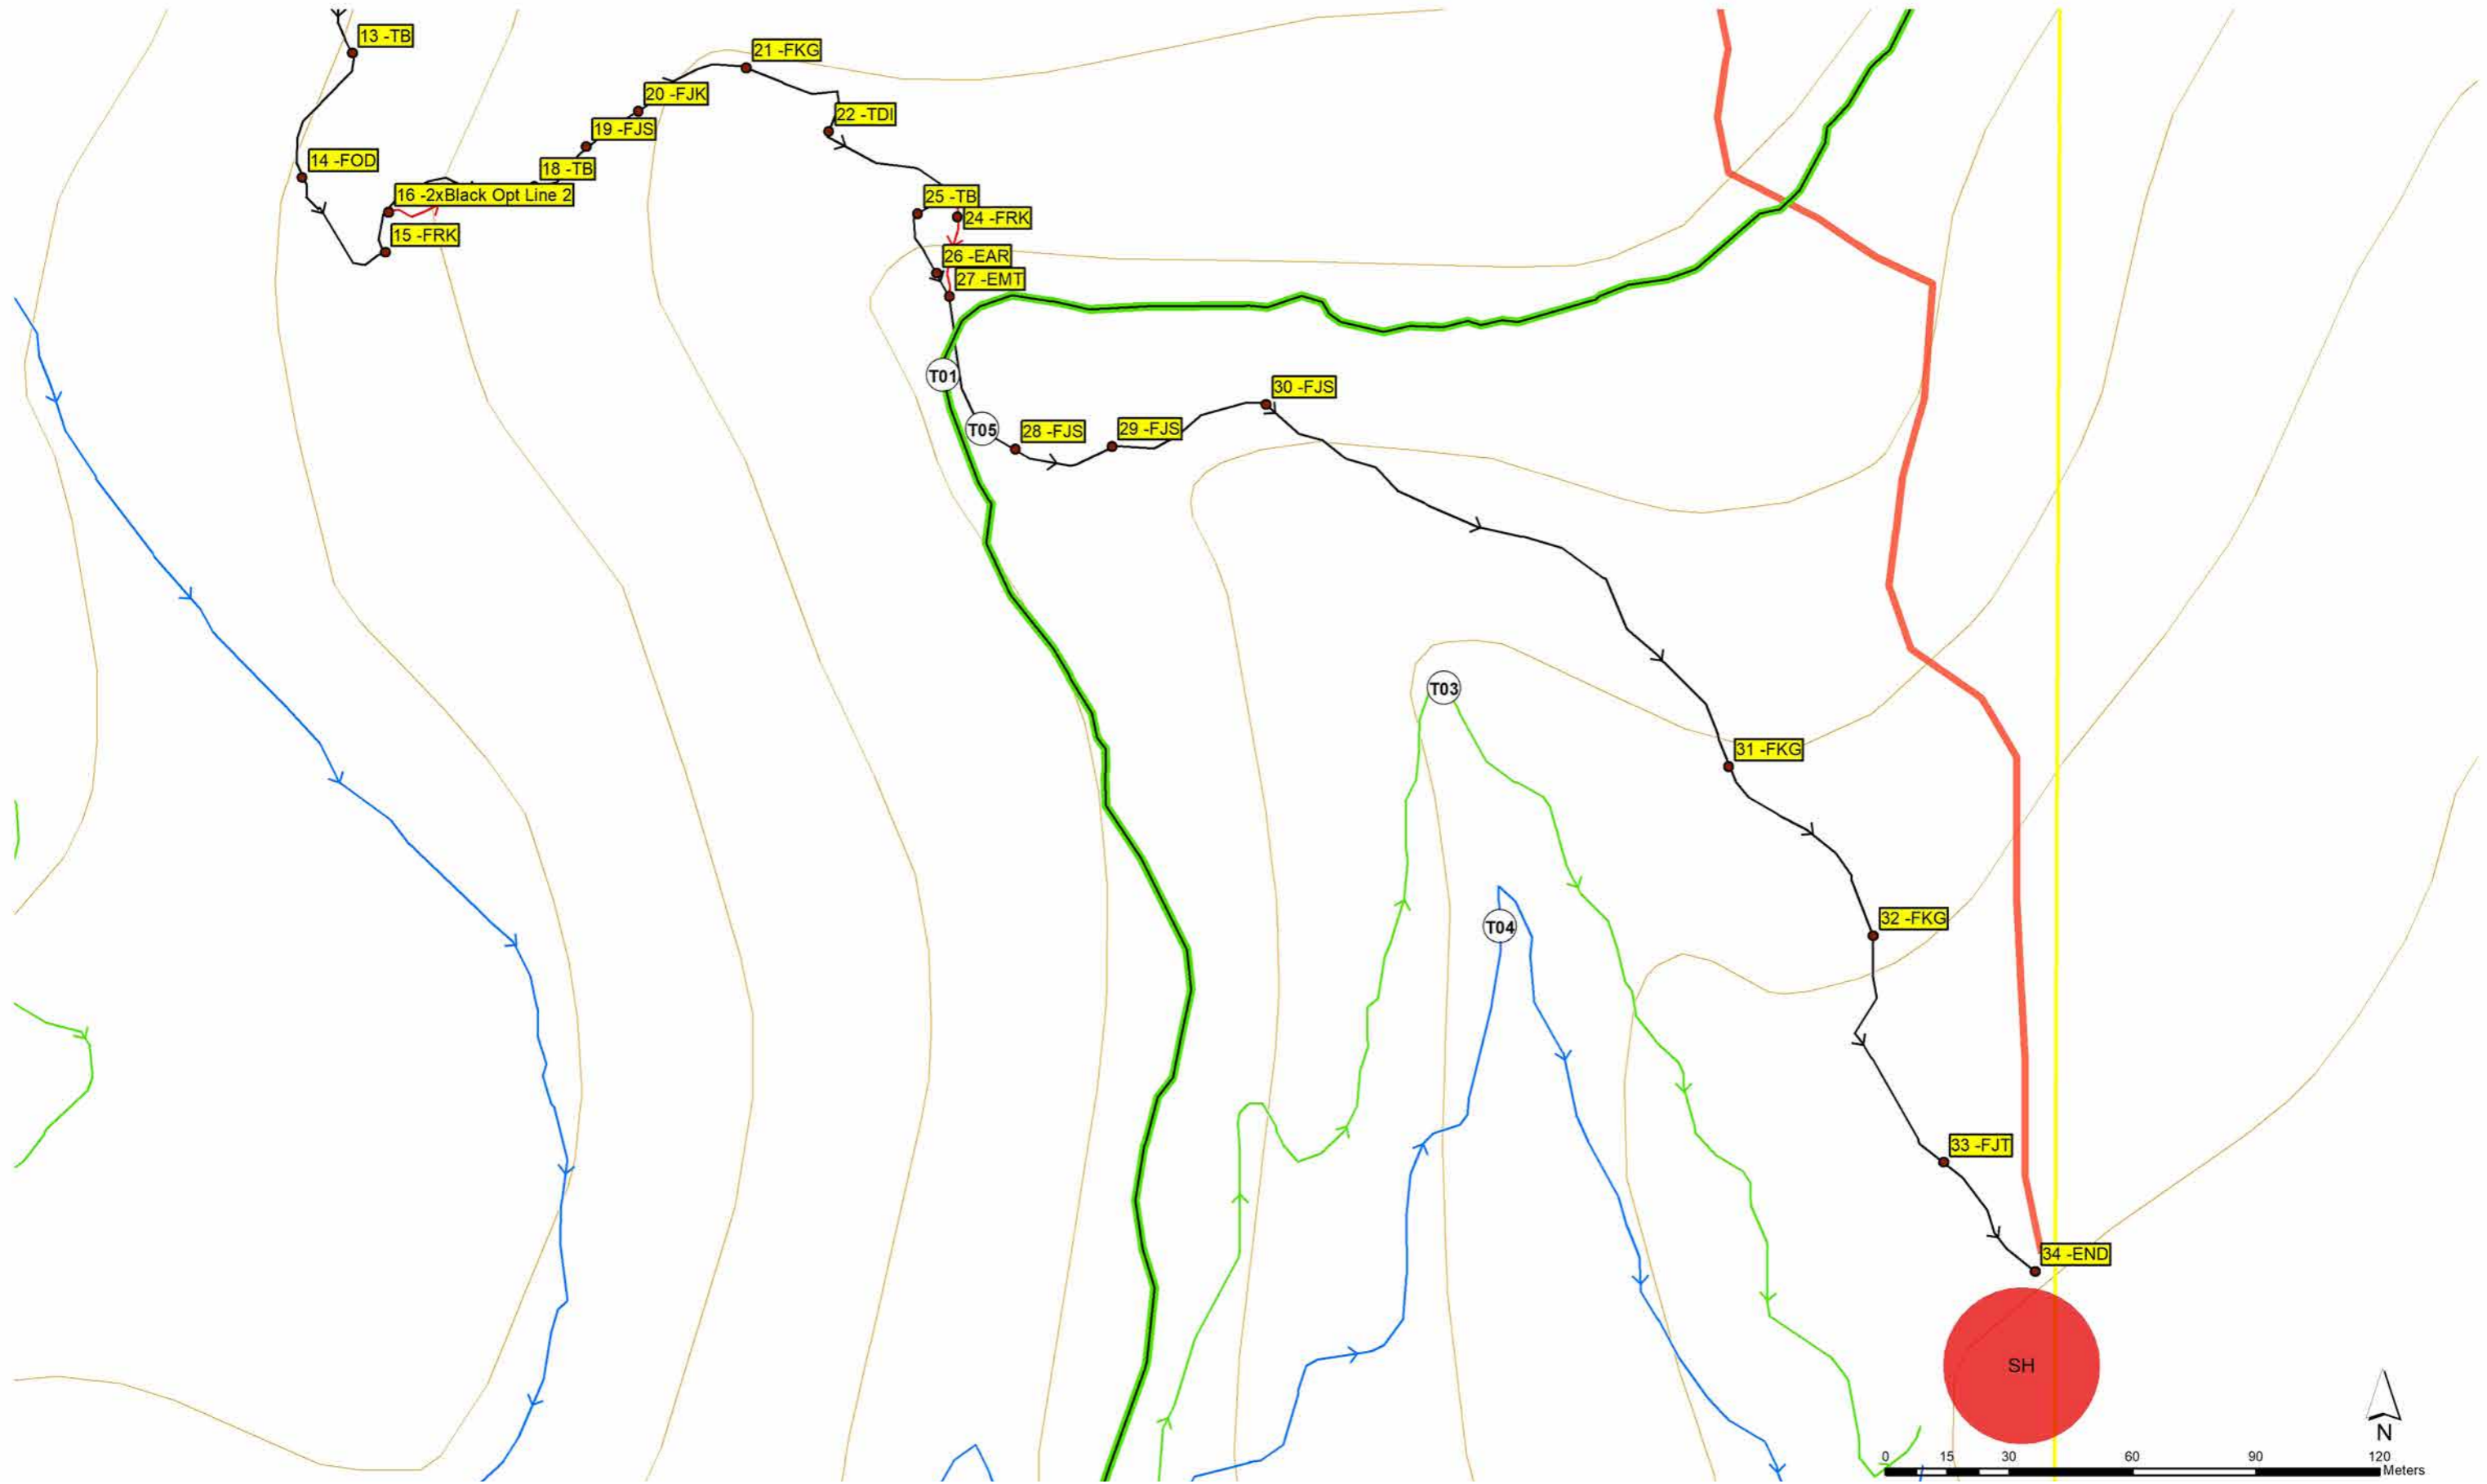 13 -TB
21 -FKG
20 -FJK
22 -TDI
19 -FJS
14 -FOD
18 -TB
16 -2xBlack Opt Line 2
25 -TB
24 -FRK
15 -FRK
26 -EAR
27 -EMT
T01
30 -FJS
T05
28 -FJS
29 -FJS
T03
31 -FKG
32 -FKG
T04
33 -FJT
34 -END
SH
N
0 15 30 60 90 120
Meters